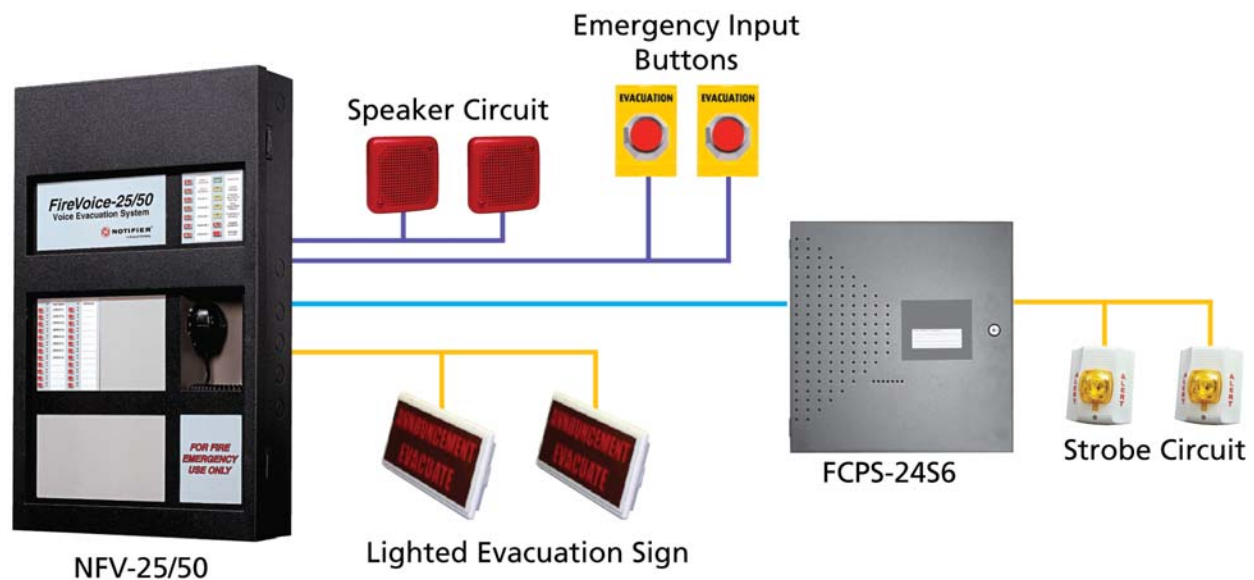 Emergency Input
Buttons
Speaker Circuit
EVACUATION
EVACUATION
FireVoice-25/50
Voice Evacuation System
NOTIFIER
ANNOUNCEMENT
EVACUATE
ANNOUNCEMENT
EVACUATE
FOR FIRE
EMERGENCY
USE ONLY
ALERT
ALERT
ALERT
ALERT
Strobe Circuit
FCPS-24S6
Lighted Evacuation Sign
NFV-25/50